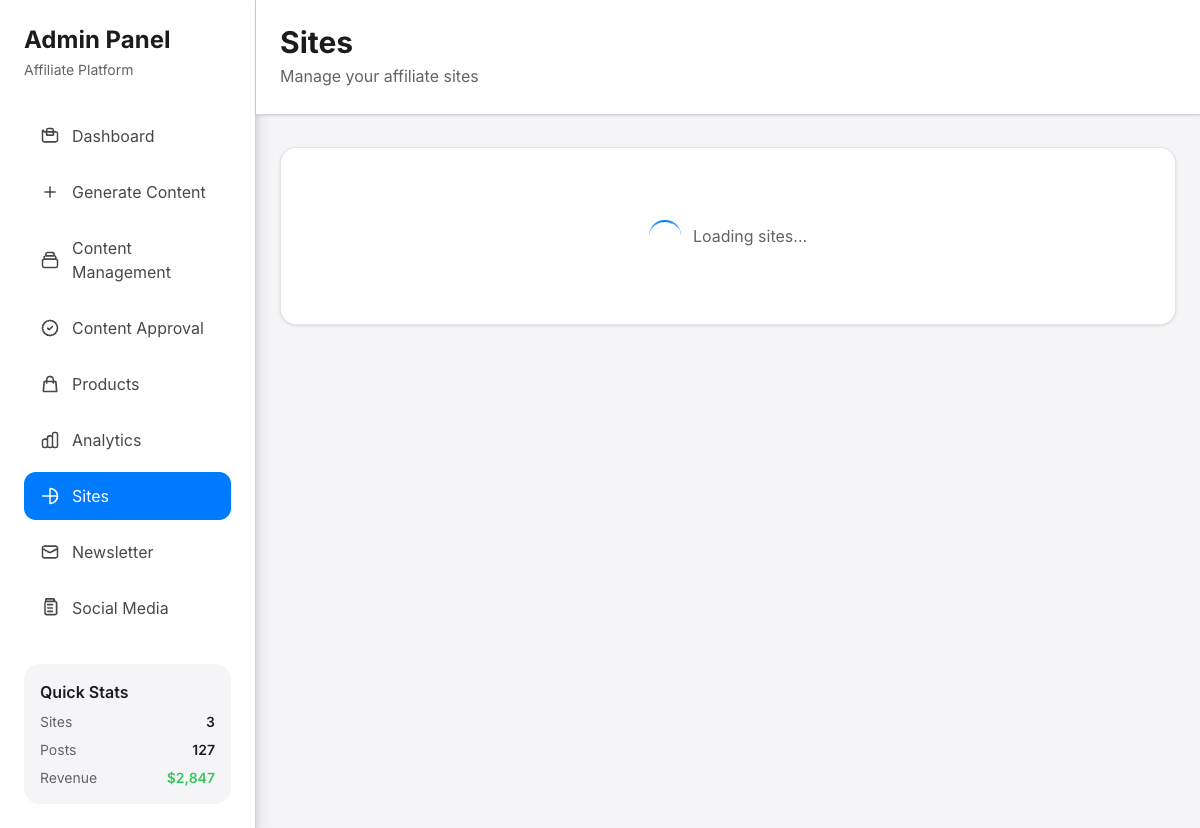 Admin Panel
Affiliate Platform
Dashboard
Generate Content
Content
Management
Content Approval
Products
Analytics
Sites
Newsletter
Social Media
Quick Stats
Sites 3
Posts 127
Revenue $2,847
Sites
Manage your affiliate sites
Loading sites...